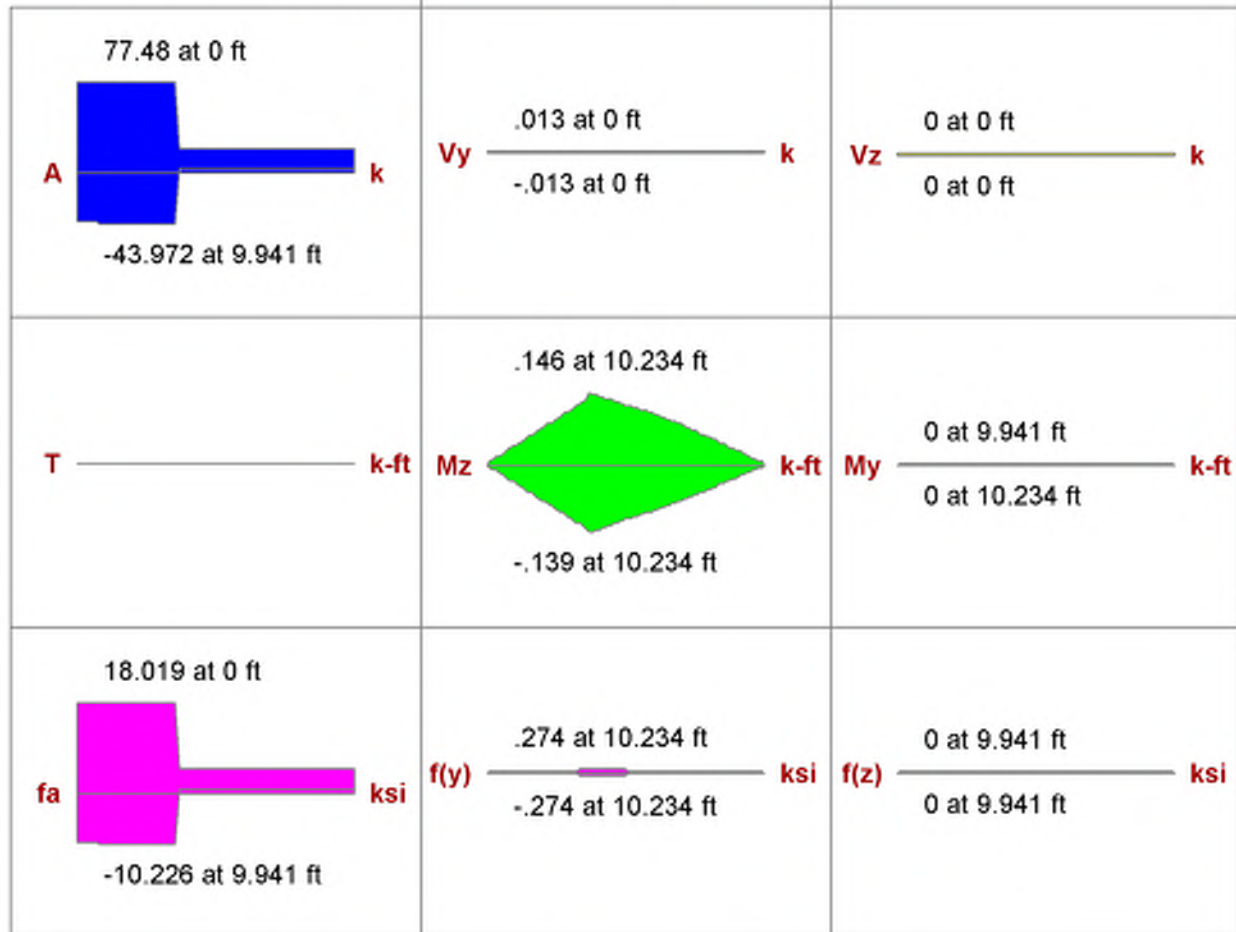 77.48 at 0 ft
A
k
-43.972 at 9.941 ft
.013 at 0 ft
Vy
k
-.013 at 0 ft
0 at 0 ft
Vz
k
0 at 0 ft
T
k-ft
.146 at 10.234 ft
Mz
k-ft
-.139 at 10.234 ft
0 at 9.941 ft
My
k-ft
0 at 10.234 ft
18.019 at 0 ft
fa
ksi
-10.226 at 9.941 ft
.274 at 10.234 ft
f(y)
ksi
-.274 at 10.234 ft
0 at 9.941 ft
f(z)
ksi
0 at 9.941 ft